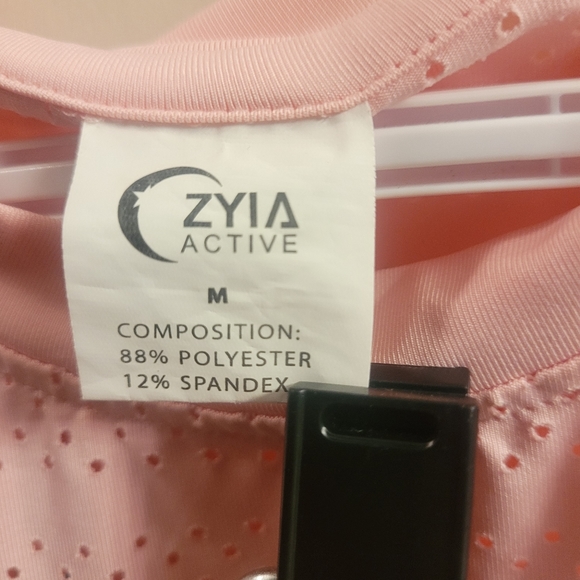 ZYIA
ACTIVE
M
COMPOSITION:
88% POLYESTER
12% SPANDEX